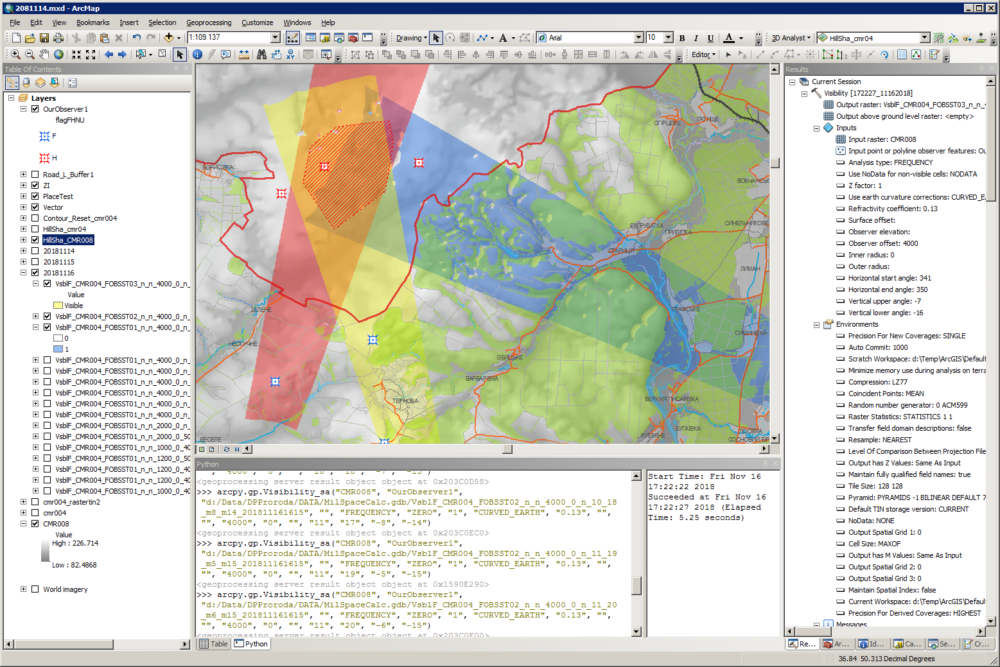 2081114.mxd - ArcMap
File Edit View Bookmarks Insert Selection Geoprocessing Customize Windows Help
1:109 137
Drawing
Arial
10
B I U A
3D Analyst
HillSha_cmr04
Editor
Table Of Contents
Layers
OurObserver1
flagFHNU
F
H
Road_L_Buffer1
ZI
PlaceTest
Vector
Contour_Reset_cmr004
HillSha_cmr04
HillSha_CMR008
20181114
20181115
20181116
VsblF_CMR004_FOBSST03_n_n_4000_0_n_
Value
Visible
VsblF_CMR004_FOBSST02_n_n_4000_0_n_
VsblF_CMR004_FOBSST01_n_n_4000_0_n_
0
1
VsblF_CMR004_FOBSST01_n_n_4000_0_n_
VsblF_CMR004_FOBSST01_n_n_4000_0_n_
VsblF_CMR004_FOBSST01_n_n_4000_0_n_
VsblF_CMR004_FOBSST01_n_n_4000_0_n_
VsblF_CMR004_FOBSST01_n_n_4000_0_n_
VsblF_CMR004_FOBSST01_n_n_4000_0_n_
VsblF_CMR004_FOBSST01_n_n_2000_0_n_
VsblF_CMR004_FOBSST01_n_n_2000_0_50
VsblF_CMR004_FOBSST01_n_n_1000_0_40
VsblF_CMR004_FOBSST01_n_n_1200_0_50
VsblF_CMR004_FOBSST01_n_n_1200_0_40
VsblF_CMR004_FOBSST01_n_n_1200_0_40
VsblF_CMR004_FOBSST01_n_n_1000_0_40
cmr004_rastertin2
cmr004
CMR008
Value
High : 226.714
Low : 82.4868
World imagery
БОРИСІВКА
ОГІРЦЕВЕ
ГАТИЩЕ
ВОВЧАНСЬК
БУГРУВАТКА
ПРИЛІПКА
СИНЕЛЬНИКОВЕ
СТАРИЦЯ
ЛИМАН
ЗЕЛЕНЕ
ГРАФСЬКЕ
СИМИНІВКА
НЕСКУЧНЕ
ІЗБИЦЬКЕ
ВАРВАРІВКА
ТЕРНОВА
ВЕРХНЯ ПИСАРІВКА
БУГАЇВКА
РУБІЖНЕ
ВЕСЕЛЕ
СОСНОВИЙ БІР
Python
", "4000", "0", "", "10", "18", "-7", "-15")
<geoprocessing server result object object at 0x203C0D58>
>>> arcpy.gp.Visibility_sa("CMR008", "OurObserver1",
"d:/Data/DPProroda/DATA/MilSpaceCalc.gdb/VsblF_CMR004_FOBSST02_n_n_4000_0_n_10_18
_m8_m14_201811161615", "", "FREQUENCY", "ZERO", "1", "CURVED_EARTH", "0.13", "",
"", "4000", "0", "", "11", "17", "-8", "-14")
<geoprocessing server result object object at 0x203C0EC0>
>>> arcpy.gp.Visibility_sa("CMR008", "OurObserver1",
"d:/Data/DPProroda/DATA/MilSpaceCalc.gdb/VsblF_CMR004_FOBSST02_n_n_4000_0_n_11_19
_m5_m15_201811161615", "", "FREQUENCY", "ZERO", "1", "CURVED_EARTH", "0.13", "",
"", "4000", "0", "", "11", "19", "-5", "-15")
<geoprocessing server result object object at 0x1590E290>
>>> arcpy.gp.Visibility_sa("CMR008", "OurObserver1",
"d:/Data/DPProroda/DATA/MilSpaceCalc.gdb/VsblF_CMR004_FOBSST02_n_n_4000_0_n_11_20
_m6_m15_201811161615", "", "FREQUENCY", "ZERO", "1", "CURVED_EARTH", "0.13", "",
"", "4000", "0", "", "11", "20", "-6", "-15")
<geoprocessing server result object object at 0x203C0F00>
Start Time: Fri Nov 16
17:22:22 2018
Succeeded at Fri Nov 16
17:22:27 2018 (Elapsed
Time: 5.25 seconds)
Table Python
Results
Current Session
Visibility [172227_11162018]
Output raster: VsblF_CMR004_FOBSST03_n_n_4
Output above ground level raster: <empty>
Inputs
Input raster: CMR008
Input point or polyline observer features: Ou
Analysis type: FREQUENCY
Use NoData for non-visible cells: NODATA
Z factor: 1
Use earth curvature corrections: CURVED_EA
Refractivity coefficient: 0.13
Surface offset:
Observer elevation:
Observer offset: 4000
Inner radius: 0
Outer radius:
Horizontal start angle: 341
Horizontal end angle: 350
Vertical upper angle: -7
Vertical lower angle: -16
Environments
Precision For New Coverages: SINGLE
Auto Commit: 1000
Scratch Workspace: d:\Temp\ArcGIS\Default
Minimize memory use during analysis on terra
Compression: LZ77
Coincident Points: MEAN
Random number generator: 0 ACM599
Raster Statistics: STATISTICS 1 1
Transfer field domain descriptions: false
Resample: NEAREST
Level Of Comparison Between Projection File
Output has Z Values: Same As Input
Maintain fully qualified field names: true
Tile Size: 128 128
Pyramid: PYRAMIDS -1 BILINEAR DEFAULT 7
Default TIN storage version: CURRENT
NoData: NONE
Output Spatial Grid 1: 0
Cell Size: MAXOF
Output has M Values: Same As Input
Output Spatial Grid 2: 0
Output Spatial Grid 3: 0
Maintain Spatial Index: false
Current Workspace: d:\Temp\ArcGIS\Defaul
Precision For Derived Coverages: HIGHEST
Messages
Re... Ar... Id... Ca... Se... Cr...
36.84 50.313 Decimal Degrees